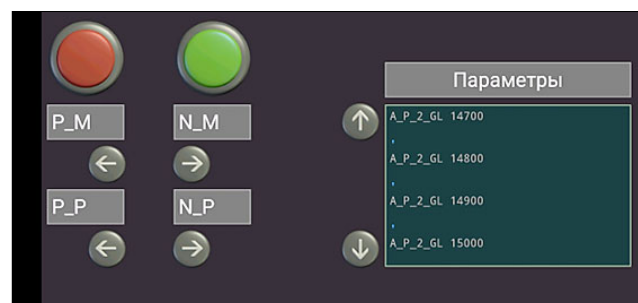 P_M
N_M
P_P
N_P
Параметры
A_P_2_GL 14700
,
A_P_2_GL 14800
,
A_P_2_GL 14900
,
A_P_2_GL 15000